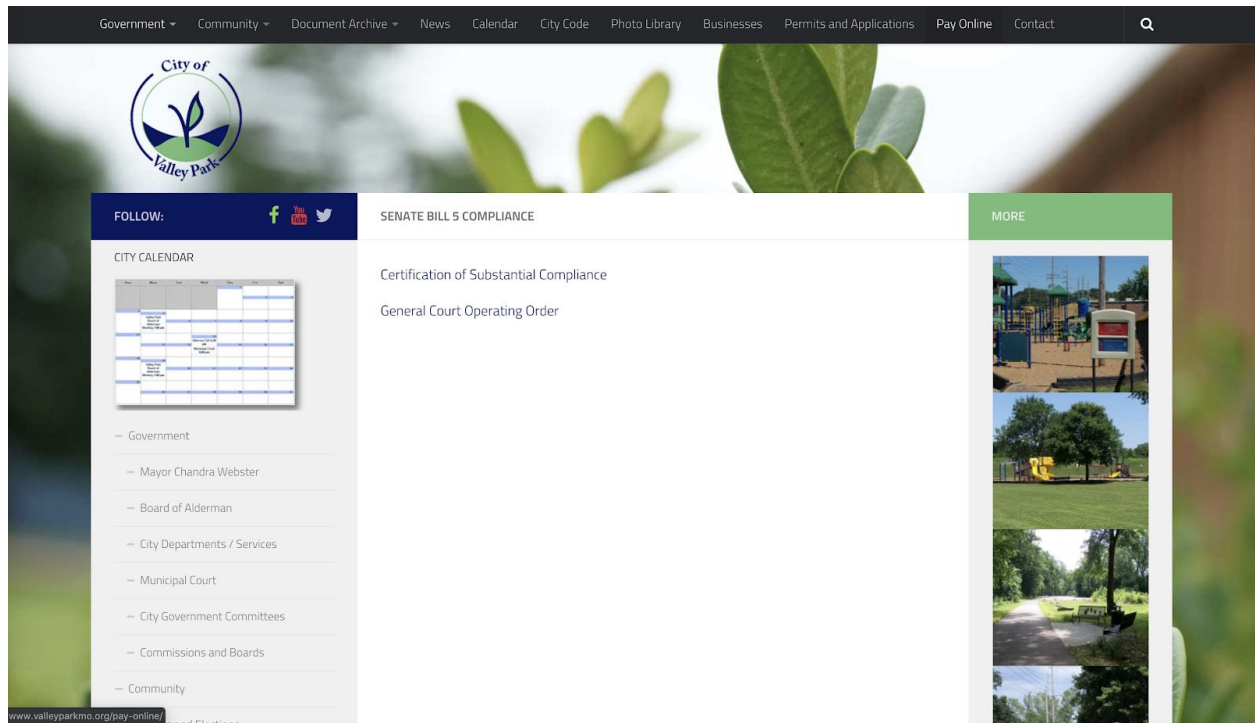 Government Community Document Archive News Calendar City Code Photo Library Businesses Permits and Applications Pay Online Contact
City of
Valley Park
FOLLOW:
You
Tube
SENATE BILL 5 COMPLIANCE
MORE
CITY CALENDAR
Certification of Substantial Compliance
General Court Operating Order
– Government
– Mayor Chandra Webster
– Board of Alderman
– City Departments / Services
– Municipal Court
– City Government Committees
– Commissions and Boards
– Community
www.valleyparkmo.org/pay-online/